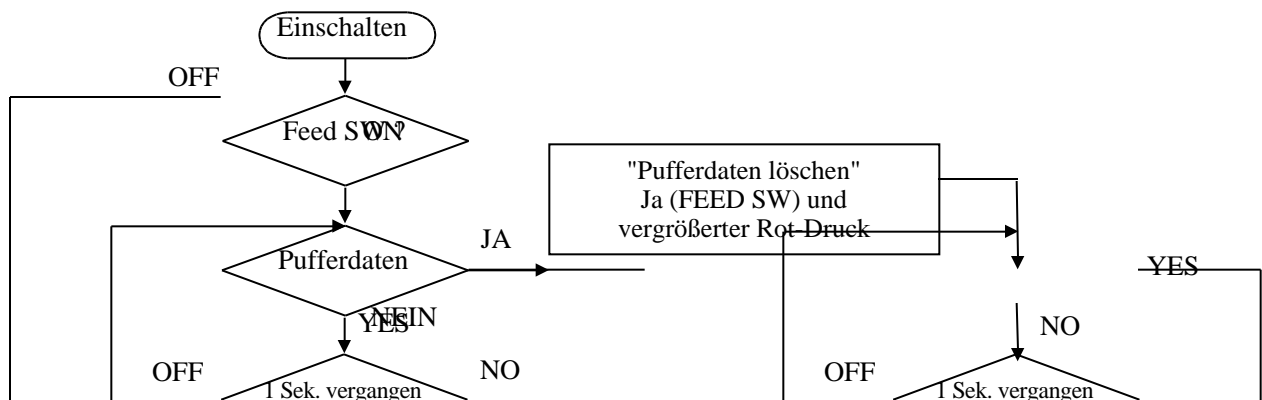 Einschalten
OFF
Feed SW ON?
"Pufferdaten löschen"
Ja (FEED SW) und
vergrößerter Rot-Druck
JA
Pufferdaten
YES
NEIN
YES
NO
OFF
NO
OFF
1 Sek. vergangen
1 Sek. vergangen